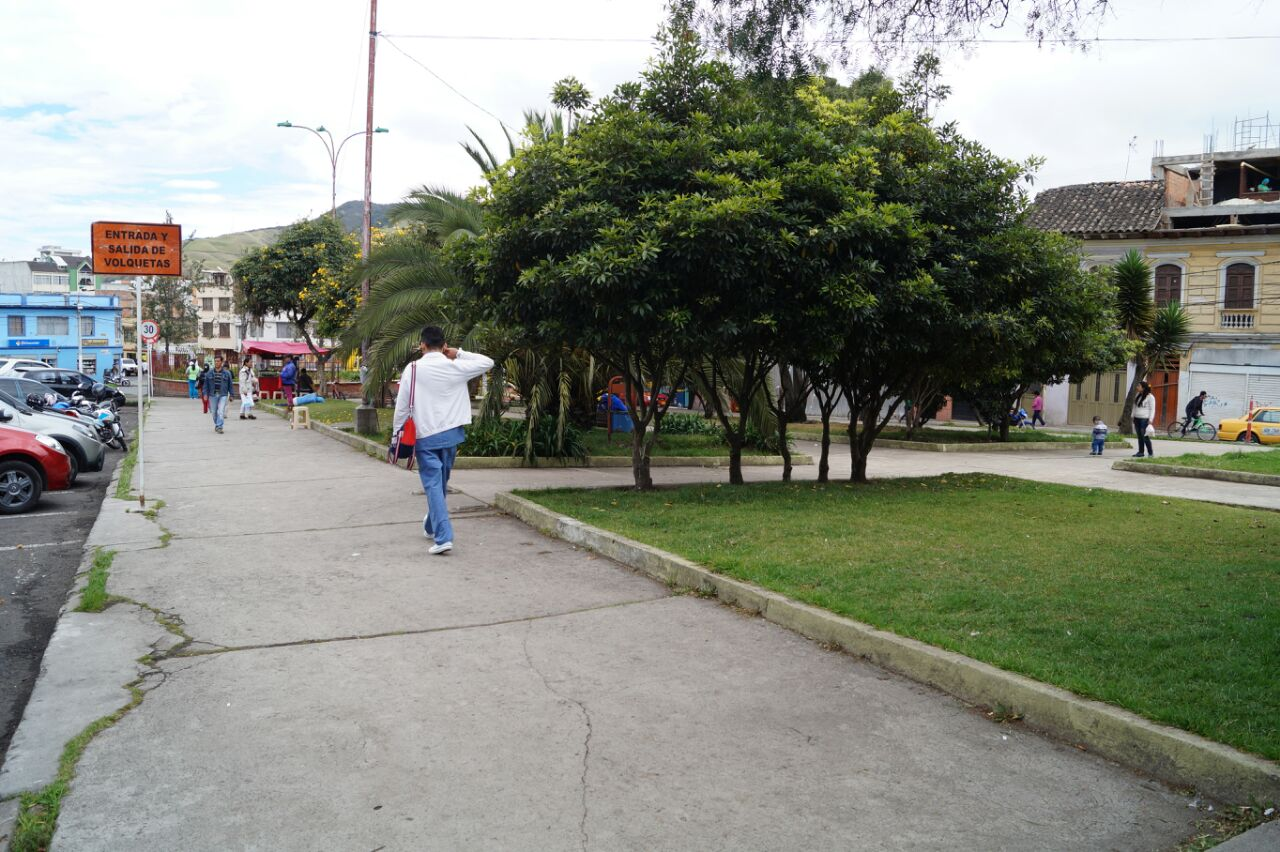 ENTRADA Y
SALIDA DE
VOLQUETAS
30